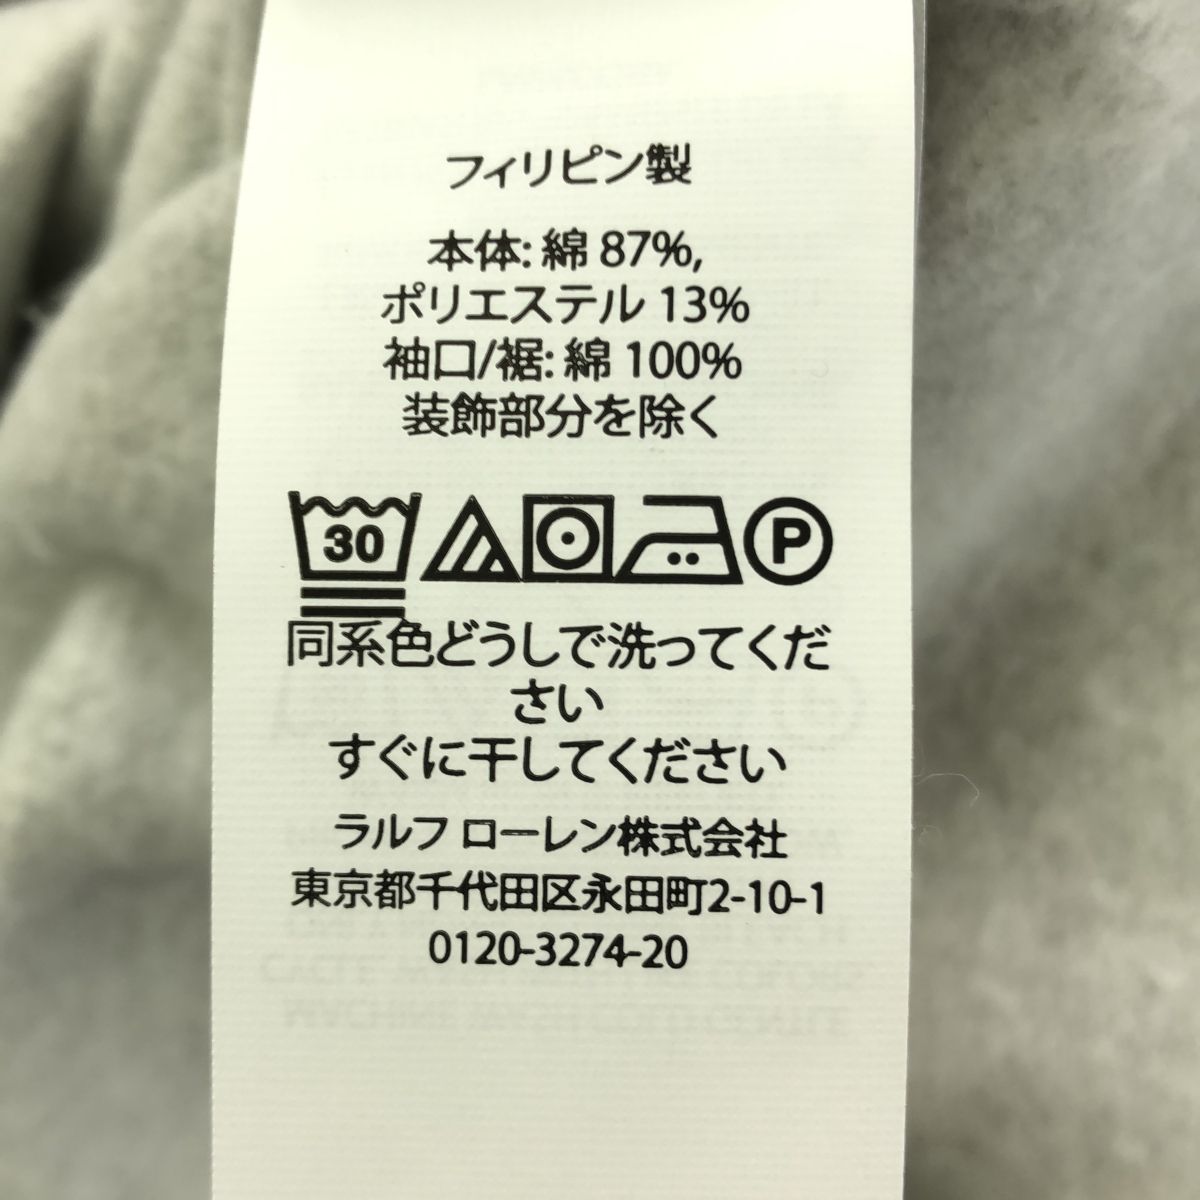 フィリピン製
本体: 綿 87%,
ポリエステル 13%
袖口/裾: 綿 100%
装飾部分を除く
30 P
同系色どうしで洗ってくだ
さい
すぐに干してください
ラルフ ローレン株式会社
東京都千代田区永田町2-10-1
0120-3274-20